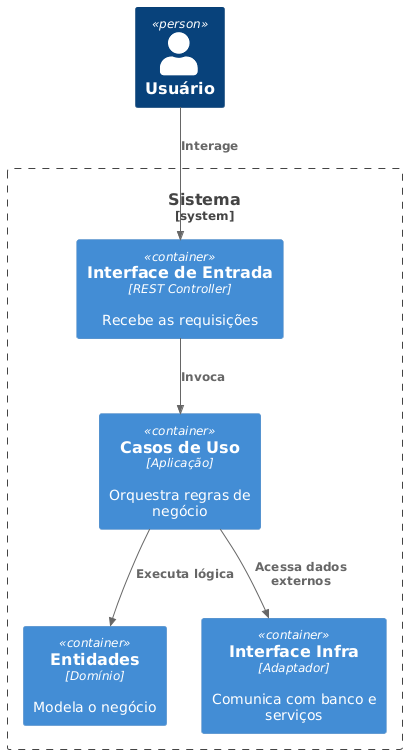 «person»
Usuário
Interage
Sistema
[system]
«container»
Interface de Entrada
[REST Controller]
Recebe as requisições
Invoca
«container»
Casos de Uso
[Aplicação]
Orquestra regras de
negócio
Executa lógica
Acessa dados
externos
«container»
Entidades
[Domínio]
Modela o negócio
«container»
Interface Infra
[Adaptador]
Comunica com banco e
serviços